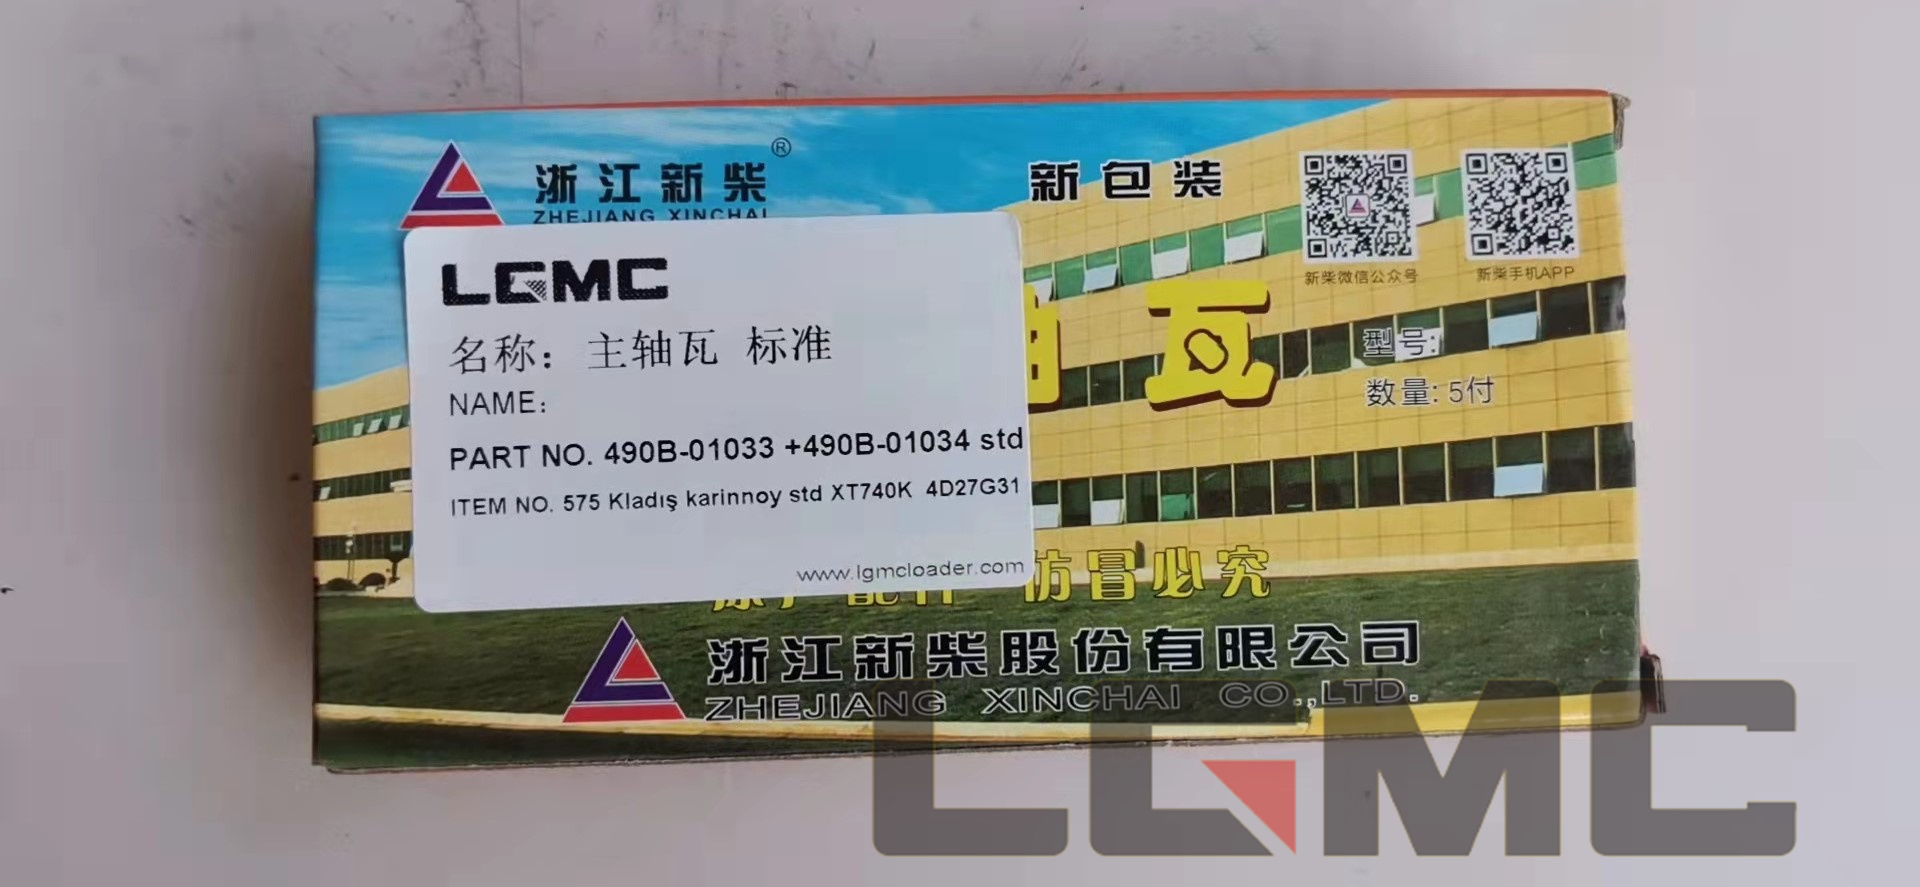 浙江新柴®
ZHEJIANG XINCHAI
新包装
新柴微信公众号
新柴手机APP
LGMC
名称：主轴瓦 标准
NAME:
PART NO. 490B-01033 +490B-01034 std
ITEM NO. 575 Kladış karinnoy std XT740K 4D27G31
www.lgmcloader.com
轴瓦
型号:
数量: 5付
防冒必究
浙江新柴股份有限公司
ZHEJIANG XINCHAI CO.,LTD.
LGMC